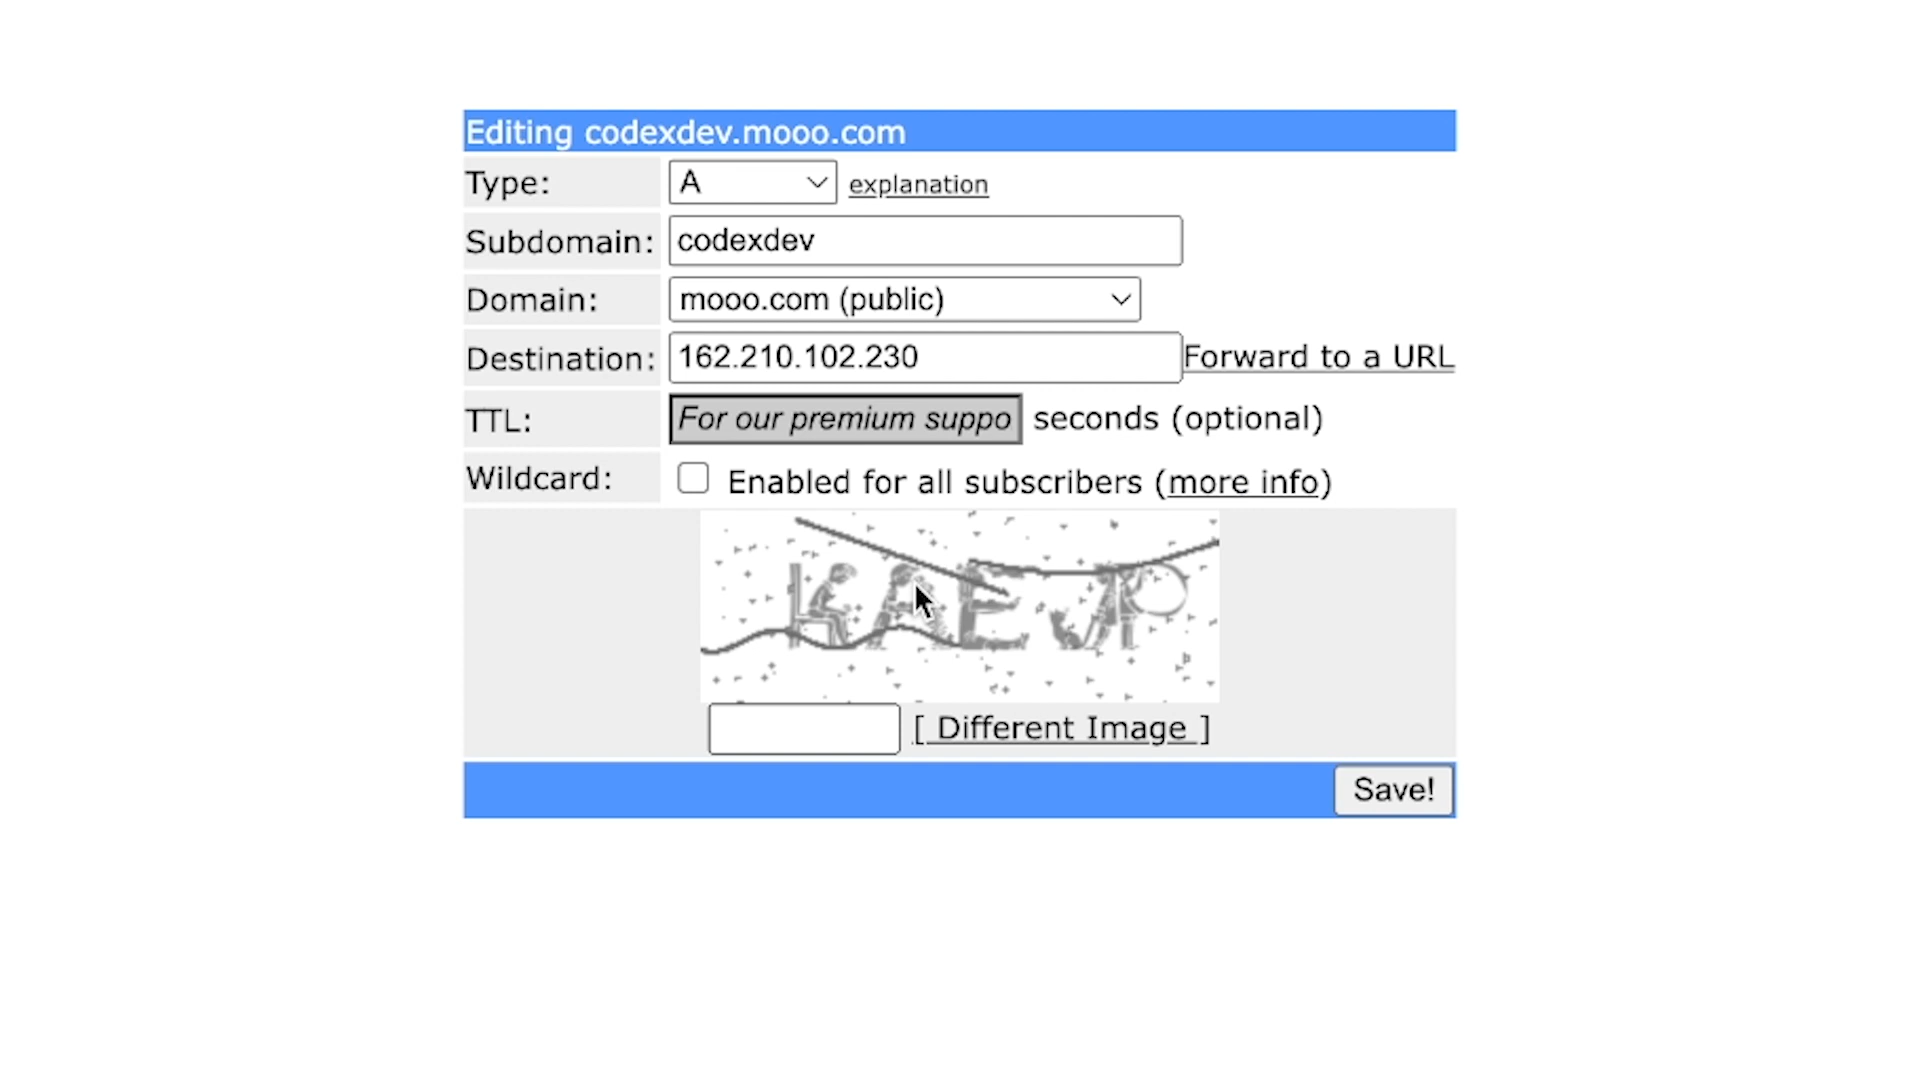 Editing codexdev.mooo.com
Type: A explanation
Subdomain: codexdev
Domain: mooo.com (public)
Destination: 162.210.102.230 Forward to a URL
TTL: For our premium suppo seconds (optional)
Wildcard: Enabled for all subscribers (more info)
[ Different Image ]
Save!